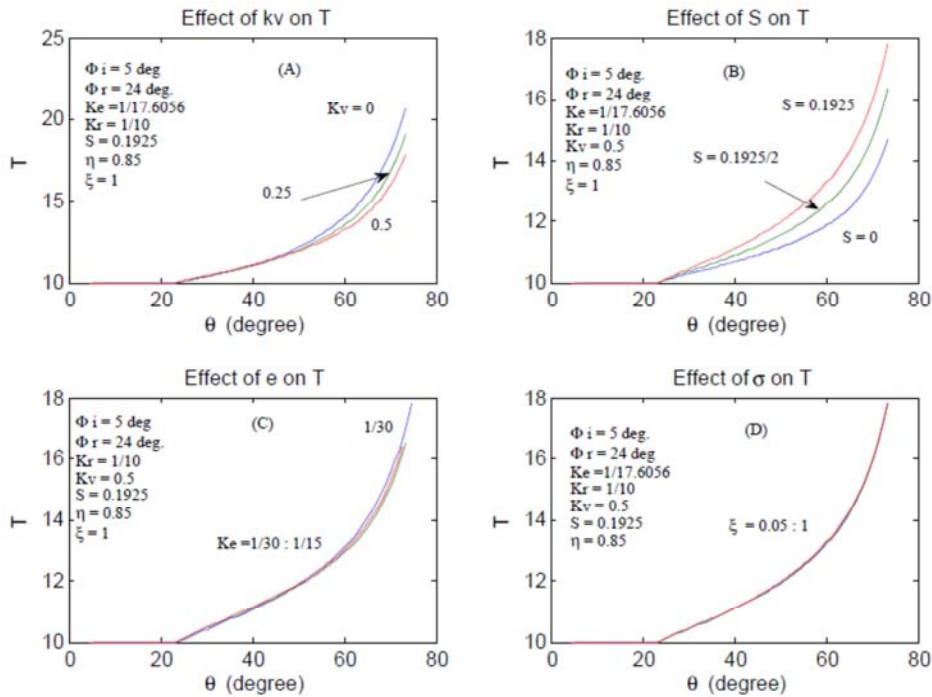 Effect of kv on T
25
20
15
10
T
0
20
40
60
80
θ (degree)
Φ i = 5 deg
Φ r = 24 deg.
Ke =1/17.6056
Kr = 1/10
S = 0.1925
η = 0.85
ξ = 1
(A)
Kv = 0
0.25
0.5
Effect of S on T
18
16
14
12
10
T
0
20
40
60
80
θ (degree)
Φ i = 5 deg.
Φ r = 24 deg
Ke =1/17.6056
Kr = 1/10
Kv = 0.5
η = 0.85
ξ = 1
(B)
S = 0.1925
S = 0.1925/2
S = 0
Effect of e on T
18
16
14
12
10
T
0
20
40
60
80
θ (degree)
Φ i = 5 deg
Φ r = 24 deg.
Kr = 1/10
Kv = 0.5
S = 0.1925
η = 0.85
ξ = 1
(C)
1/30
Ke =1/30 : 1/15
Effect of σ on T
18
16
14
12
10
T
0
20
40
60
80
θ (degree)
Φ i = 5 deg.
Φ r = 24 deg
Ke =1/17.6056
Kr = 1/10
Kv = 0.5
S = 0.1925
η = 0.85
(D)
ξ = 0.05 : 1